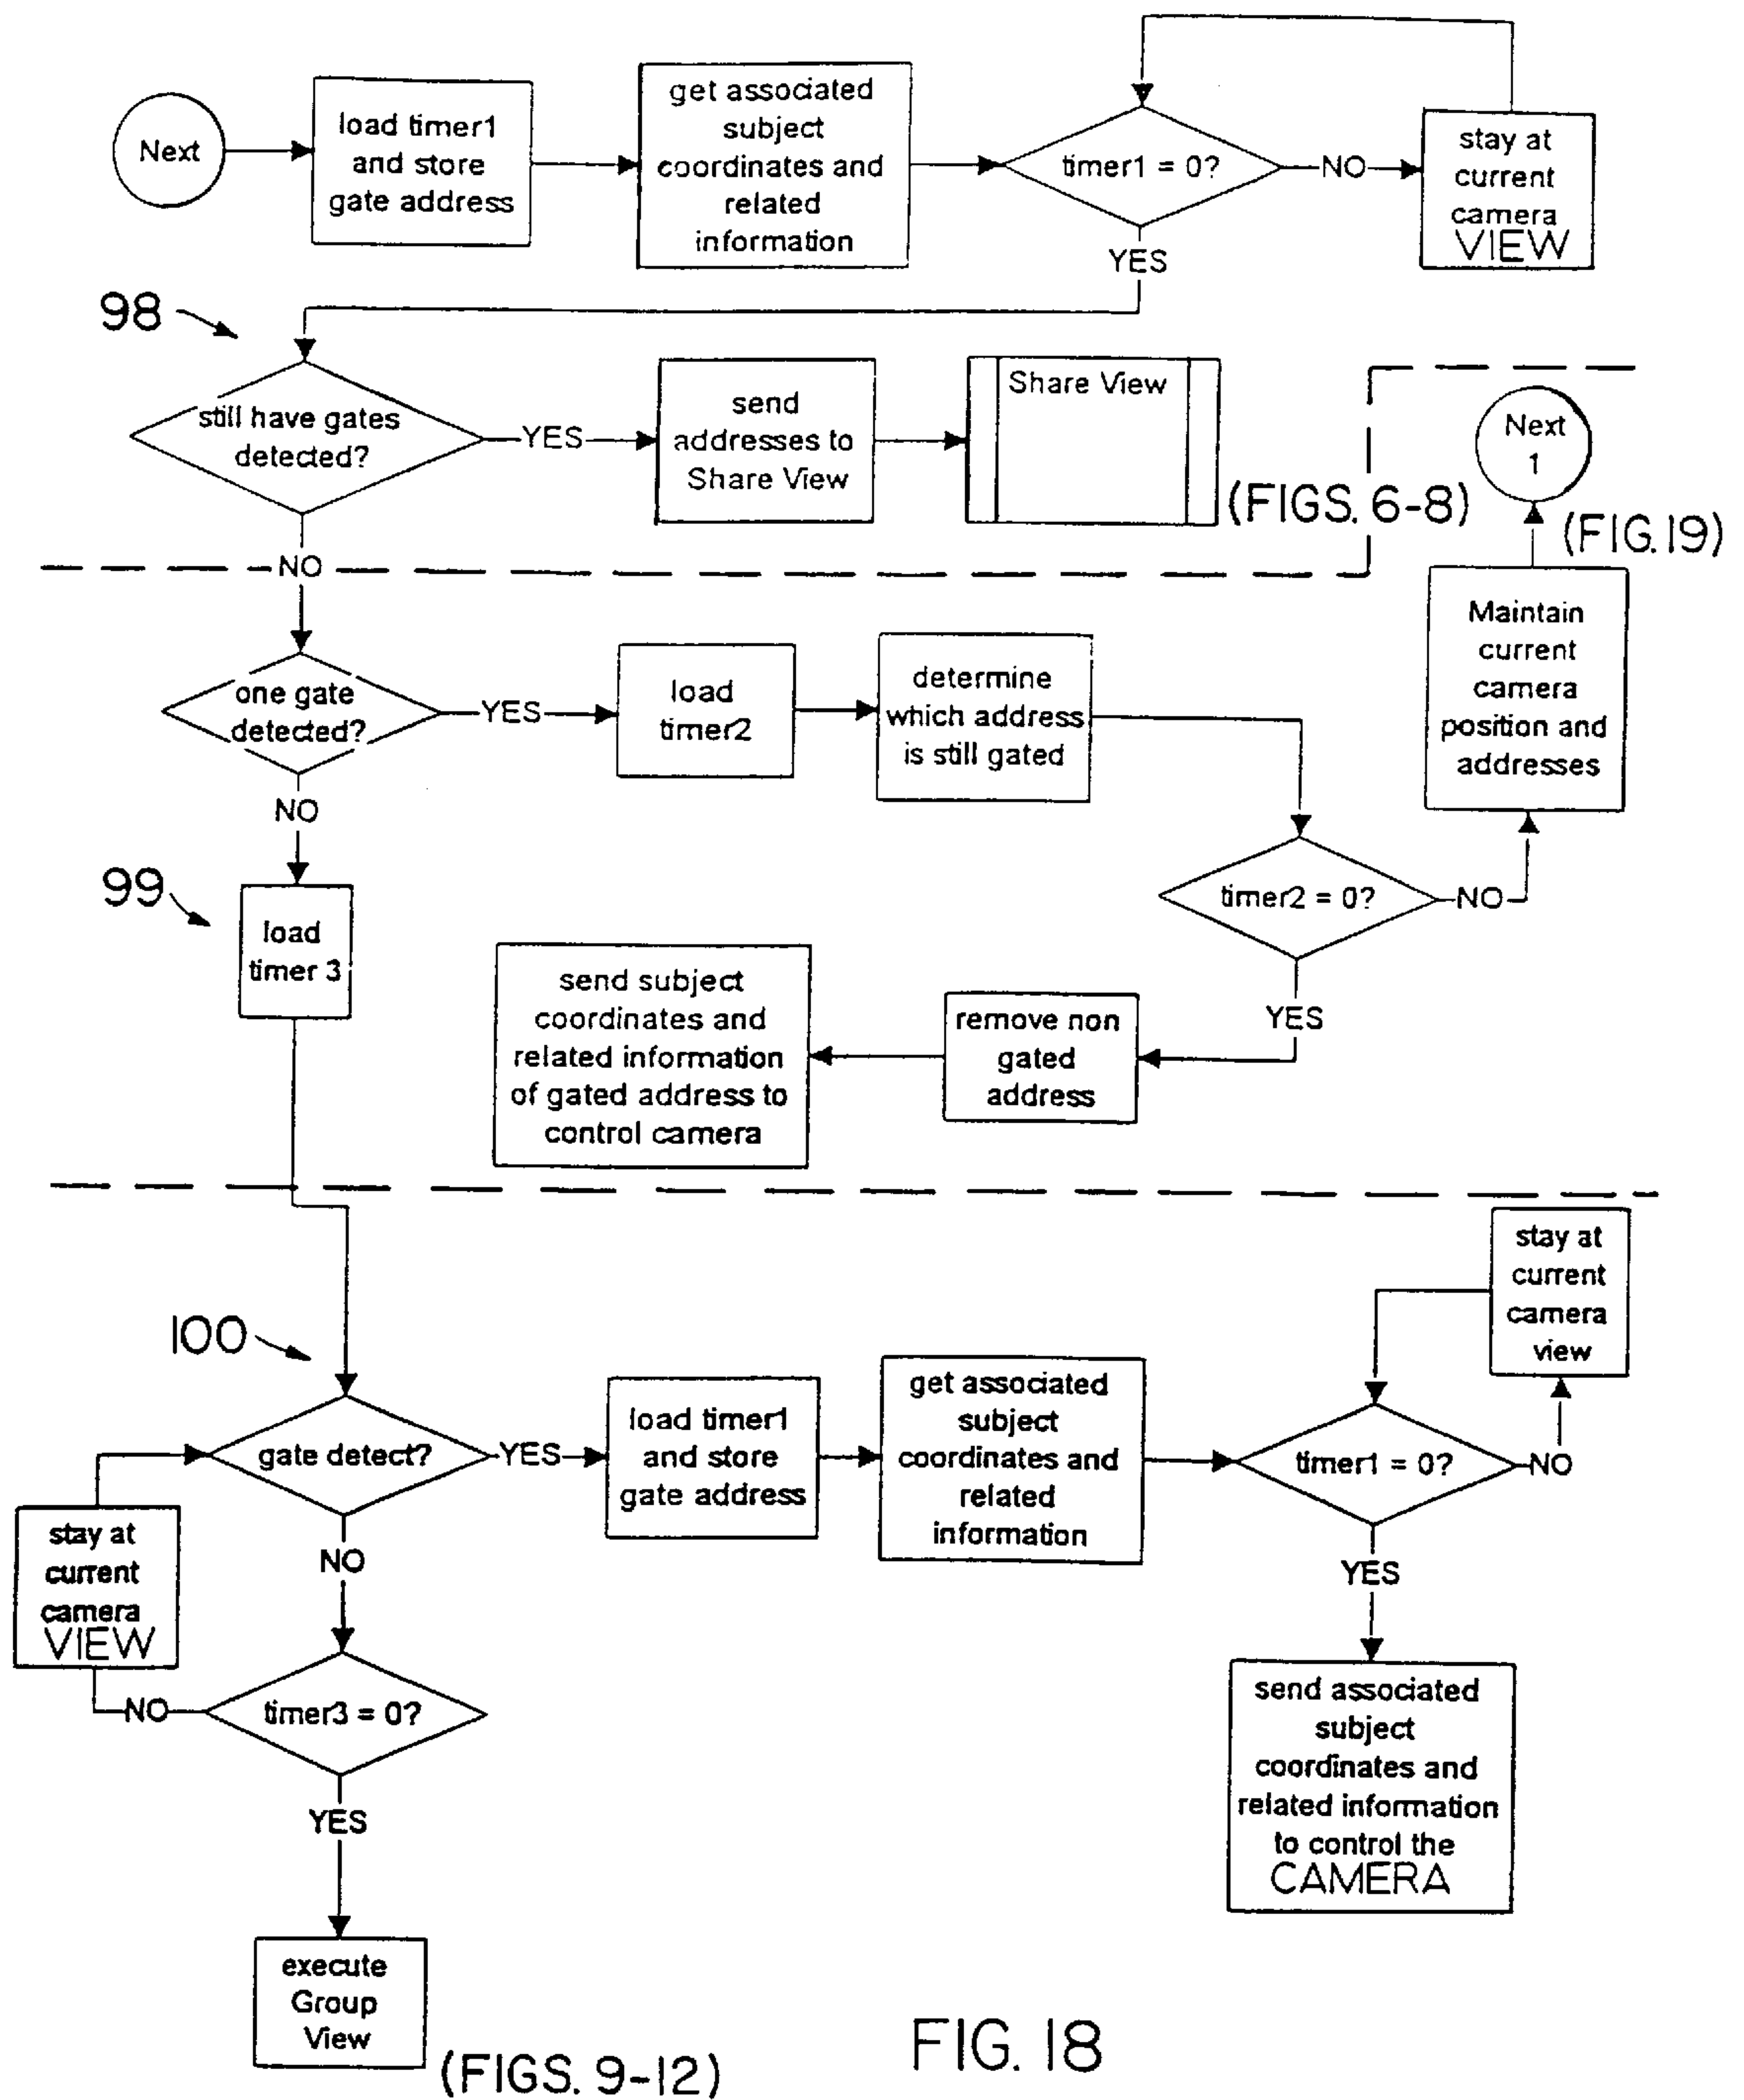 Next
load timer1
and store
gate address
get associated
subject
coordinates and
related
information
timer1 = 0?
NO
stay at
current
camera
VIEW
YES
98
still have gates
detected?
YES
send
addresses to
Share View
Share View
(FIGS. 6-8)
Next
1
(FIG. 19)
NO
one gate
detected?
YES
load
timer2
determine
which address
is still gated
Maintain
current
camera
position and
addresses
NO
99
load
timer 3
timer2 = 0?
NO
YES
remove non
gated
address
send subject
coordinates and
related information
of gated address to
control camera
100
gate detect?
YES
load timer1
and store
gate address
get associated
subject
coordinates and
related
information
timer1 = 0?
NO
stay at
current
camera
view
YES
send associated
subject
coordinates and
related information
to control the
CAMERA
NO
stay at
current
camera
VIEW
NO
timer3 = 0?
YES
execute
Group
View
(FIGS. 9-12)
FIG. 18